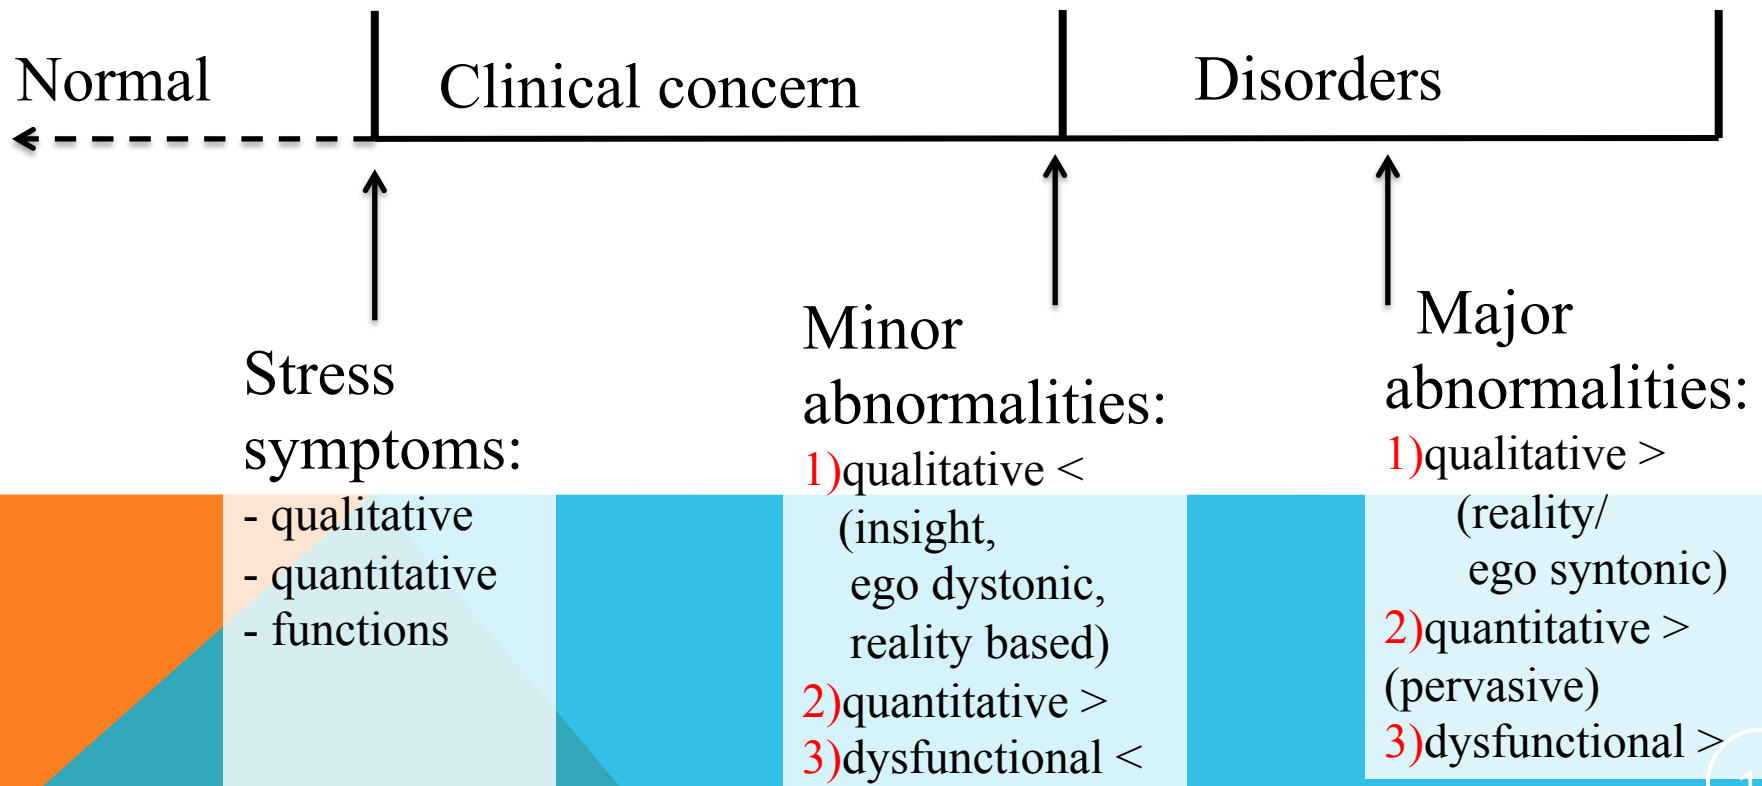 Normal
Clinical concern
Disorders
Stress
symptoms:
- qualitative
- quantitative
- functions
Minor
abnormalities:
1)qualitative <
(insight,
ego dystonic,
reality based)
2)quantitative >
3)dysfunctional <
Major
abnormalities:
1)qualitative >
(reality/
ego syntonic)
2)quantitative >
(pervasive)
3)dysfunctional >